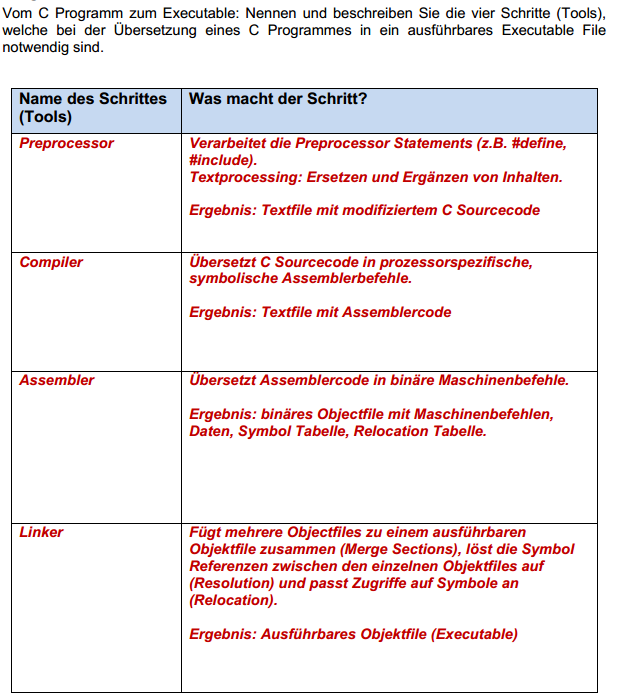 Vom C Programm zum Executable: Nennen und beschreiben Sie die vier Schritte (Tools),
welche bei der Übersetzung eines C Programmes in ein ausführbares Executable File
notwendig sind.
Name des Schrittes
(Tools)
Was macht der Schritt?
Preprocessor
Verarbeitet die Preprocessor Statements (z.B. #define,
#include).
Textprocessing: Ersetzen und Ergänzen von Inhalten.
Ergebnis: Textfile mit modifiziertem C Sourcecode
Compiler
Übersetzt C Sourcecode in prozessorspezifische,
symbolische Assemblerbefehle.
Ergebnis: Textfile mit Assemblercode
Assembler
Übersetzt Assemblercode in binäre Maschinenbefehle.
Ergebnis: binäres Objectfile mit Maschinenbefehlen,
Daten, Symbol Tabelle, Relocation Tabelle.
Linker
Fügt mehrere Objectfiles zu einem ausführbaren
Objektfile zusammen (Merge Sections), löst die Symbol
Referenzen zwischen den einzelnen Objektfiles auf
(Resolution) und passt Zugriffe auf Symbole an
(Relocation).
Ergebnis: Ausführbares Objektfile (Executable)